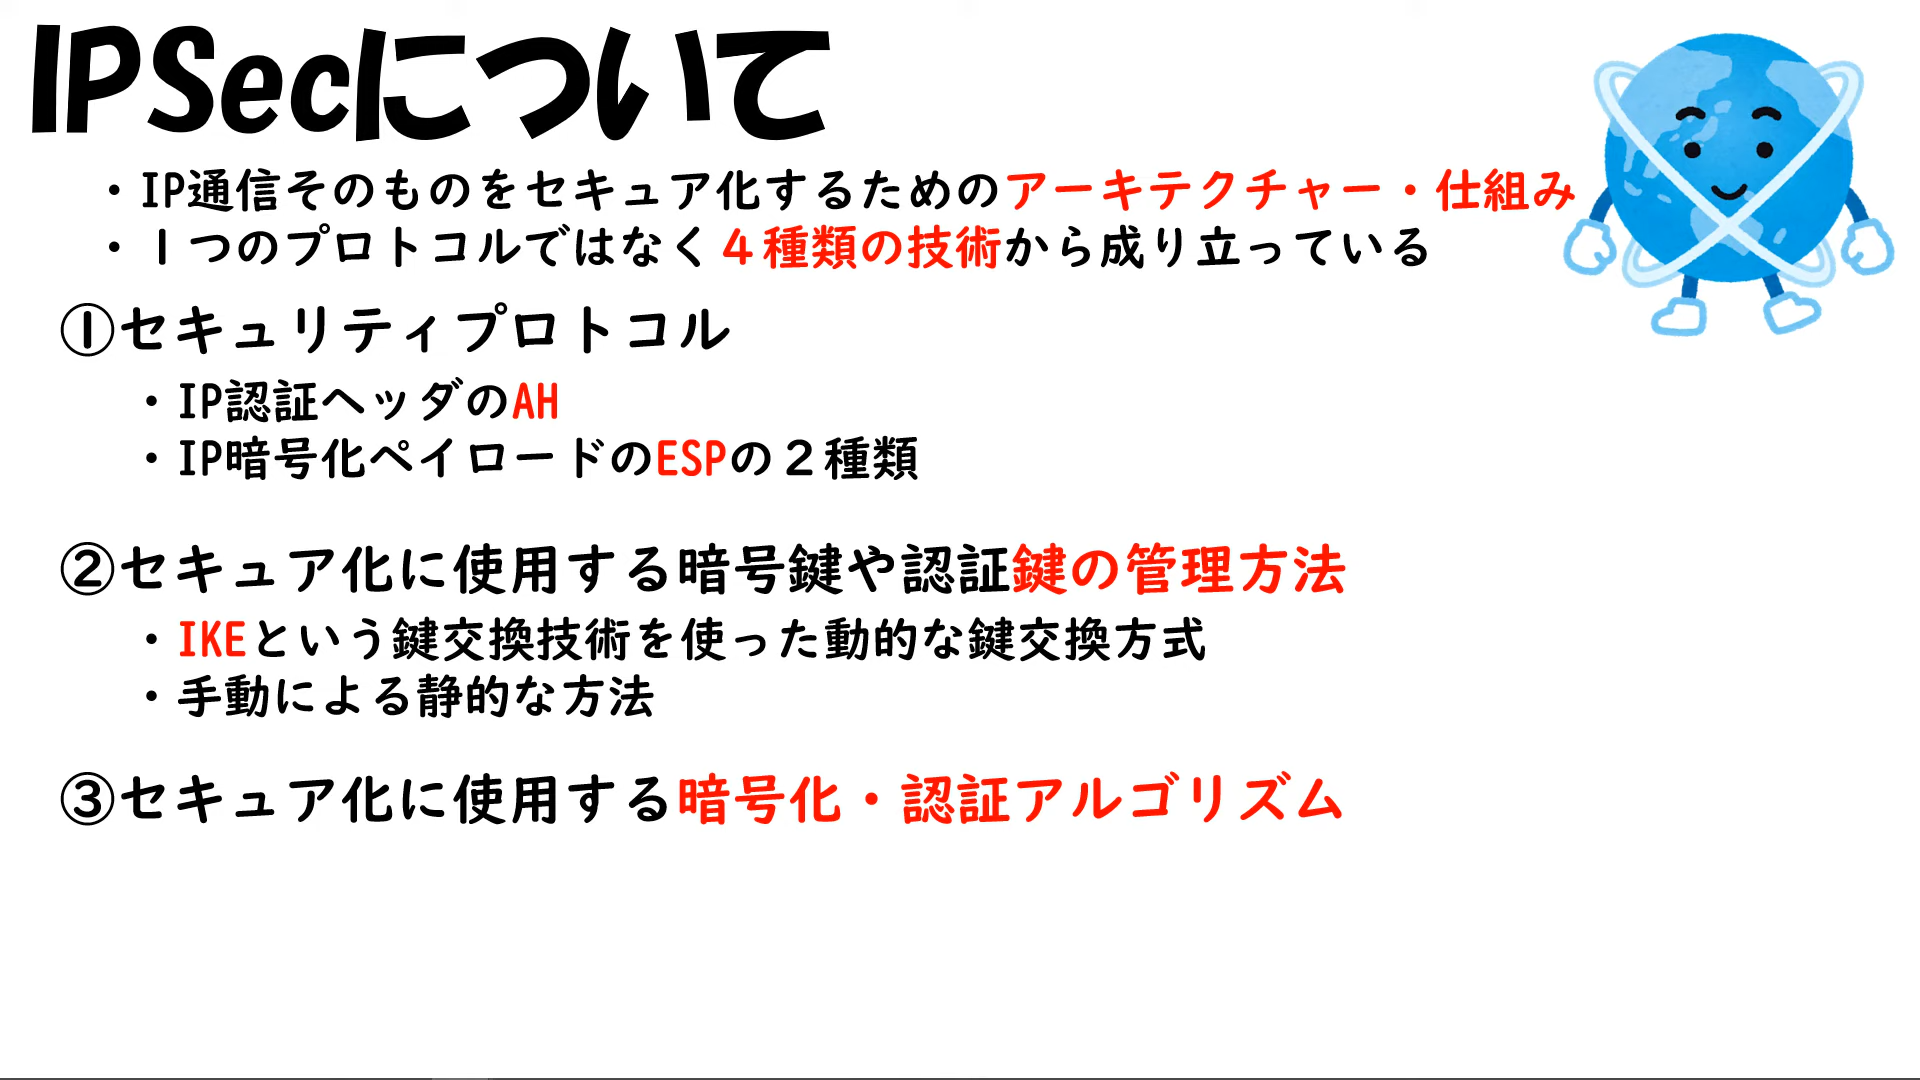 IPSecについて
・IP通信そのものをセキュア化するためのアーキテクチャー・仕組み
・1つのプロトコルではなく４種類の技術から成り立っている
①セキュリティプロトコル
・IP認証ヘッダのAH
・IP暗号化ペイロードのESPの２種類
②セキュア化に使用する暗号鍵や認証鍵の管理方法
・IKEという鍵交換技術を使った動的な鍵交換方式
・手動による静的な方法
③セキュア化に使用する暗号化・認証アルゴリズム